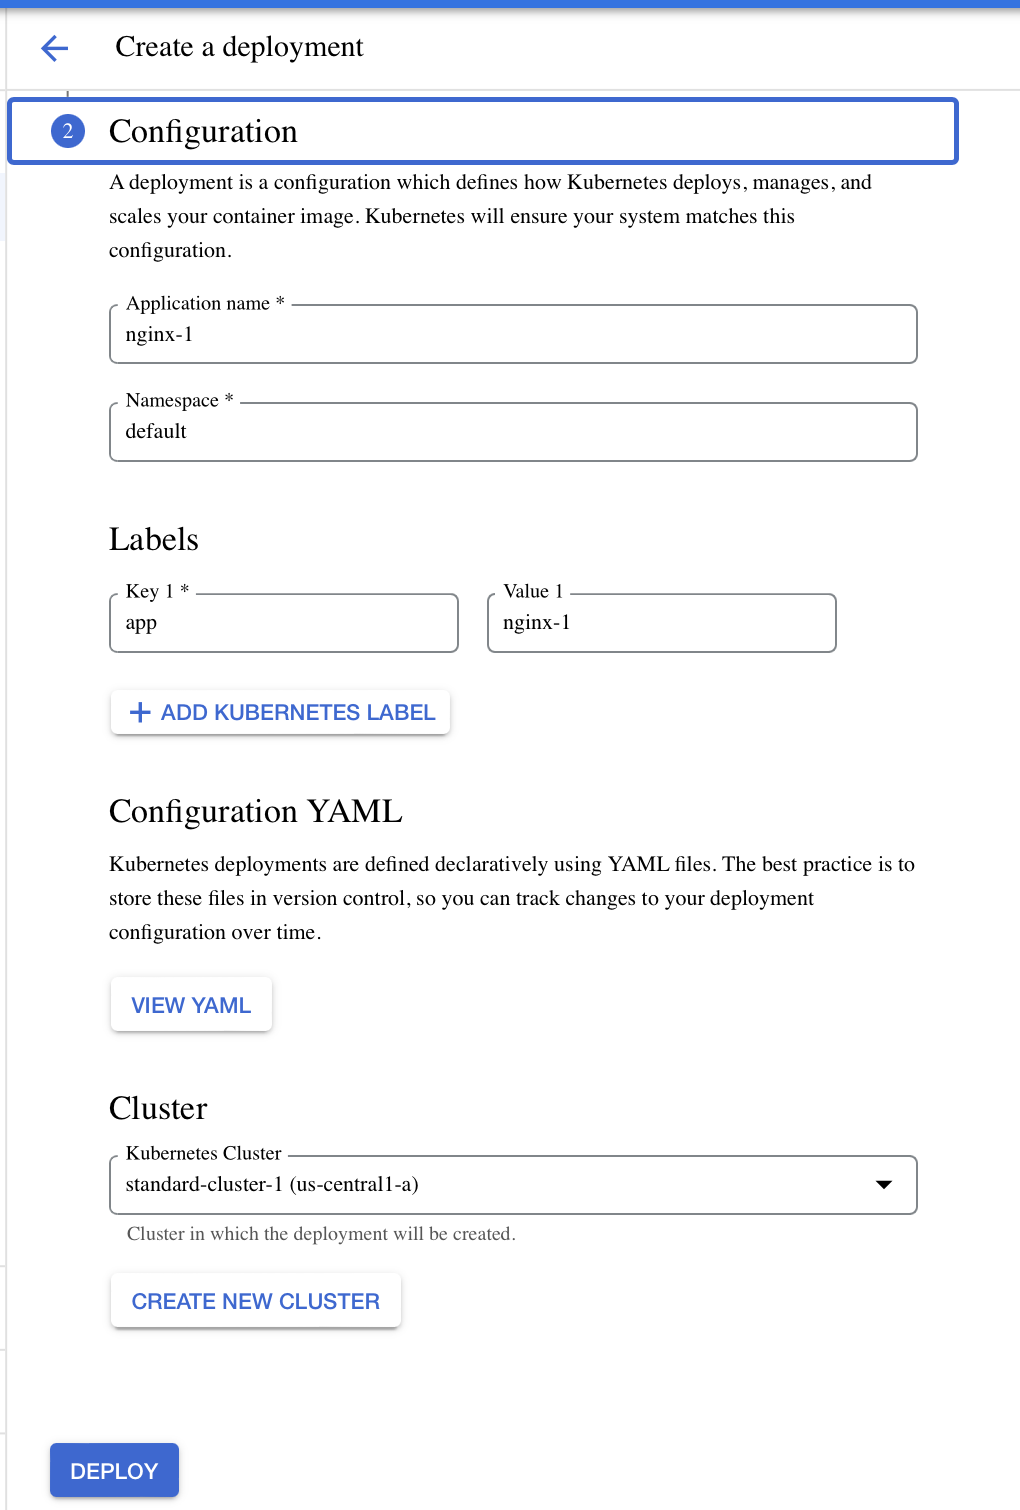 Create a deployment
2 Configuration
A deployment is a configuration which defines how Kubernetes deploys, manages, and
scales your container image. Kubernetes will ensure your system matches this
configuration.
Application name *
nginx-1
Namespace *
default
Labels
Key 1 * Value 1
app nginx-1
ADD KUBERNETES LABEL
Configuration YAML
Kubernetes deployments are defined declaratively using YAML files. The best practice is to
store these files in version control, so you can track changes to your deployment
configuration over time.
VIEW YAML
Cluster
Kubernetes Cluster
standard-cluster-1 (us-central1-a)
Cluster in which the deployment will be created.
CREATE NEW CLUSTER
DEPLOY